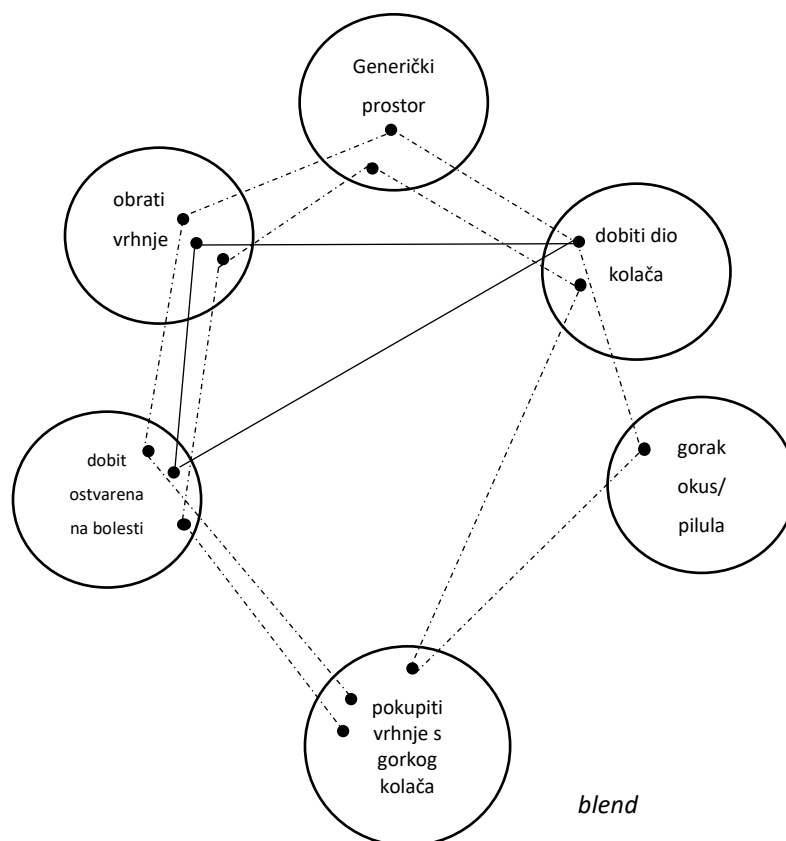 Generički
prostor
obrati
vrhnje
dobiti dio
kolača
dobit
ostvarena
na bolesti
gorak
okus/
pilula
pokupiti
vrhnje s
gorkog
kolača
blend